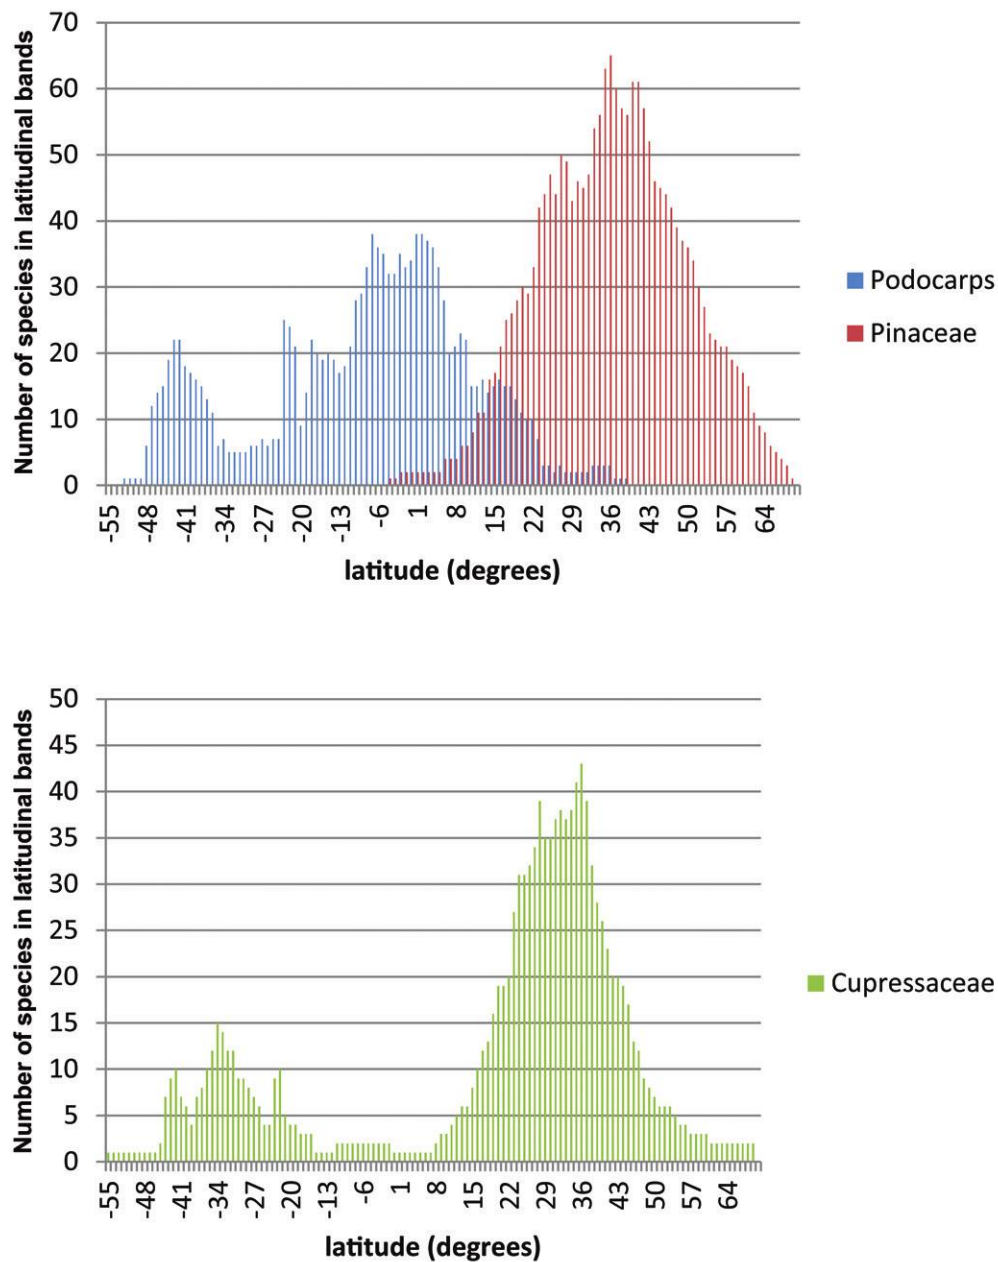 Number of species in latitudinal bands
70
60
50
40
30
20
10
0
-55 -48 -41 -34 -27 -20 -13 -6 1 8 15 22 29 36 43 50 57 64
latitude (degrees)
Podocarps
Pinaceae
Number of species in latitudinal bands
50
45
40
35
30
25
20
15
10
5
0
-55 -48 -41 -34 -27 -20 -13 -6 1 8 15 22 29 36 43 50 57 64
latitude (degrees)
Cupressaceae